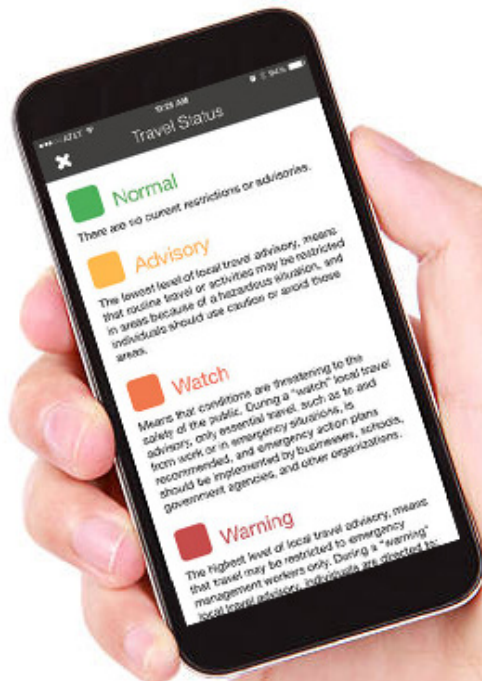 AT&T 10:28 AM 94%
Travel Status
Normal
There are no current restrictions or advisories.
Advisory
The lowest level of local travel advisory, means
that routine travel or activities may be restricted
in areas because of a hazardous situation, and
individuals should use caution or avoid those
areas.
Watch
Means that conditions are threatening to the
safety of the public. During a "watch" local travel
advisory, only essential travel, such as to and
from work or in emergency situations, is
recommended, and emergency action plans
should be implemented by businesses, schools,
government agencies, and other organizations.
Warning
The highest level of local travel advisory, means
that travel may be restricted to emergency
management workers only. During a "warning"
local travel advisory, individuals are directed to: